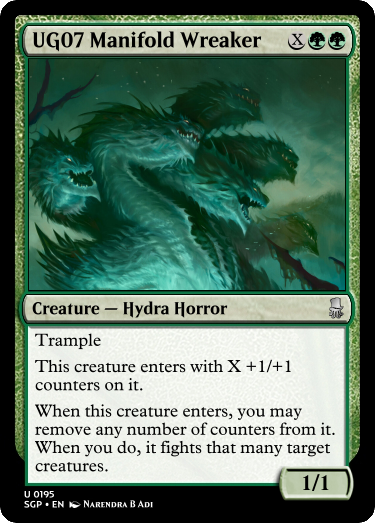 UG07 Manifold Wreaker X
Creature — Hydra Horror
Trample
This creature enters with X +1/+1
counters on it.
When this creature enters, you may
remove any number of counters from it.
When you do, it fights that many target
creatures.
1/1
U 0195
SGP • EN Narendra B Adi